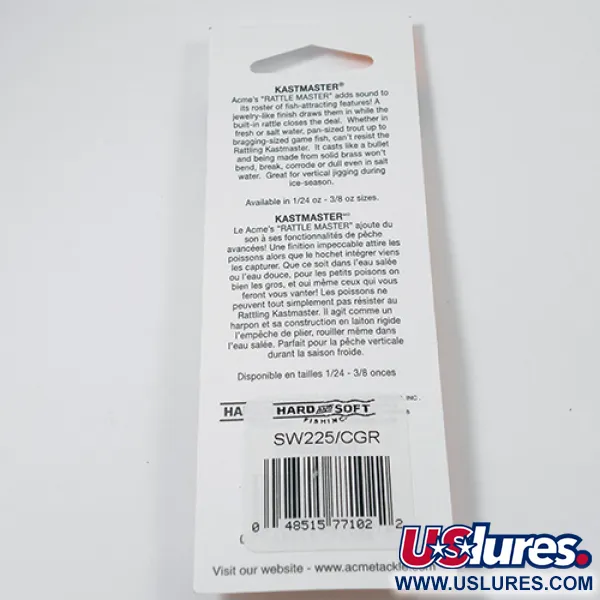 KASTMASTER®
Acme's "RATTLE MASTER" adds sound to
its roster of fish-attracting features! A
jewelry-like finish draws them in while the
built-in rattle closes the deal. Whether in
fresh or salt water, pan-sized trout up to
bragging-sized game fish, can't resist the
Rattling Kastmaster. It casts like a bullet
and being made from solid brass won't
bend, break, corrode or dull even in salt
water. Great for vertical jigging during
ice-season.
Available in 1/24 oz - 3/8 oz sizes.
KASTMASTER
Le Acme's "RATTLE MASTER" ajoute du
son à ses fonctionnalités de pêche
avancées! Une finition impeccable attire les
poissons alors que le hochet intégrer viens
les capturer. Que ce soit dans l'eau salée
ou l'eau douce, pour les petits poisons on
bien les gros, et oui même ceux qui vous
feront vous vanter! Les poissons ne
peuvent tout simplement pas résister au
Rattling Kastmaster. Il agit comme un
harpon et sa construction en laiton rigide
l'empêche de plier, rouiller même dans
l'eau salée. Parfait pour la pêche verticale
durant la saison froide.
Disponible en tailles 1/24 - 3/8 onces
INC.
HA
HARD AND SOFT
FISHING
SW225/CGR
0 48515 77102 2
Visit our website - www.acmetackle.com
USlures.
WWW.USLURES.COM